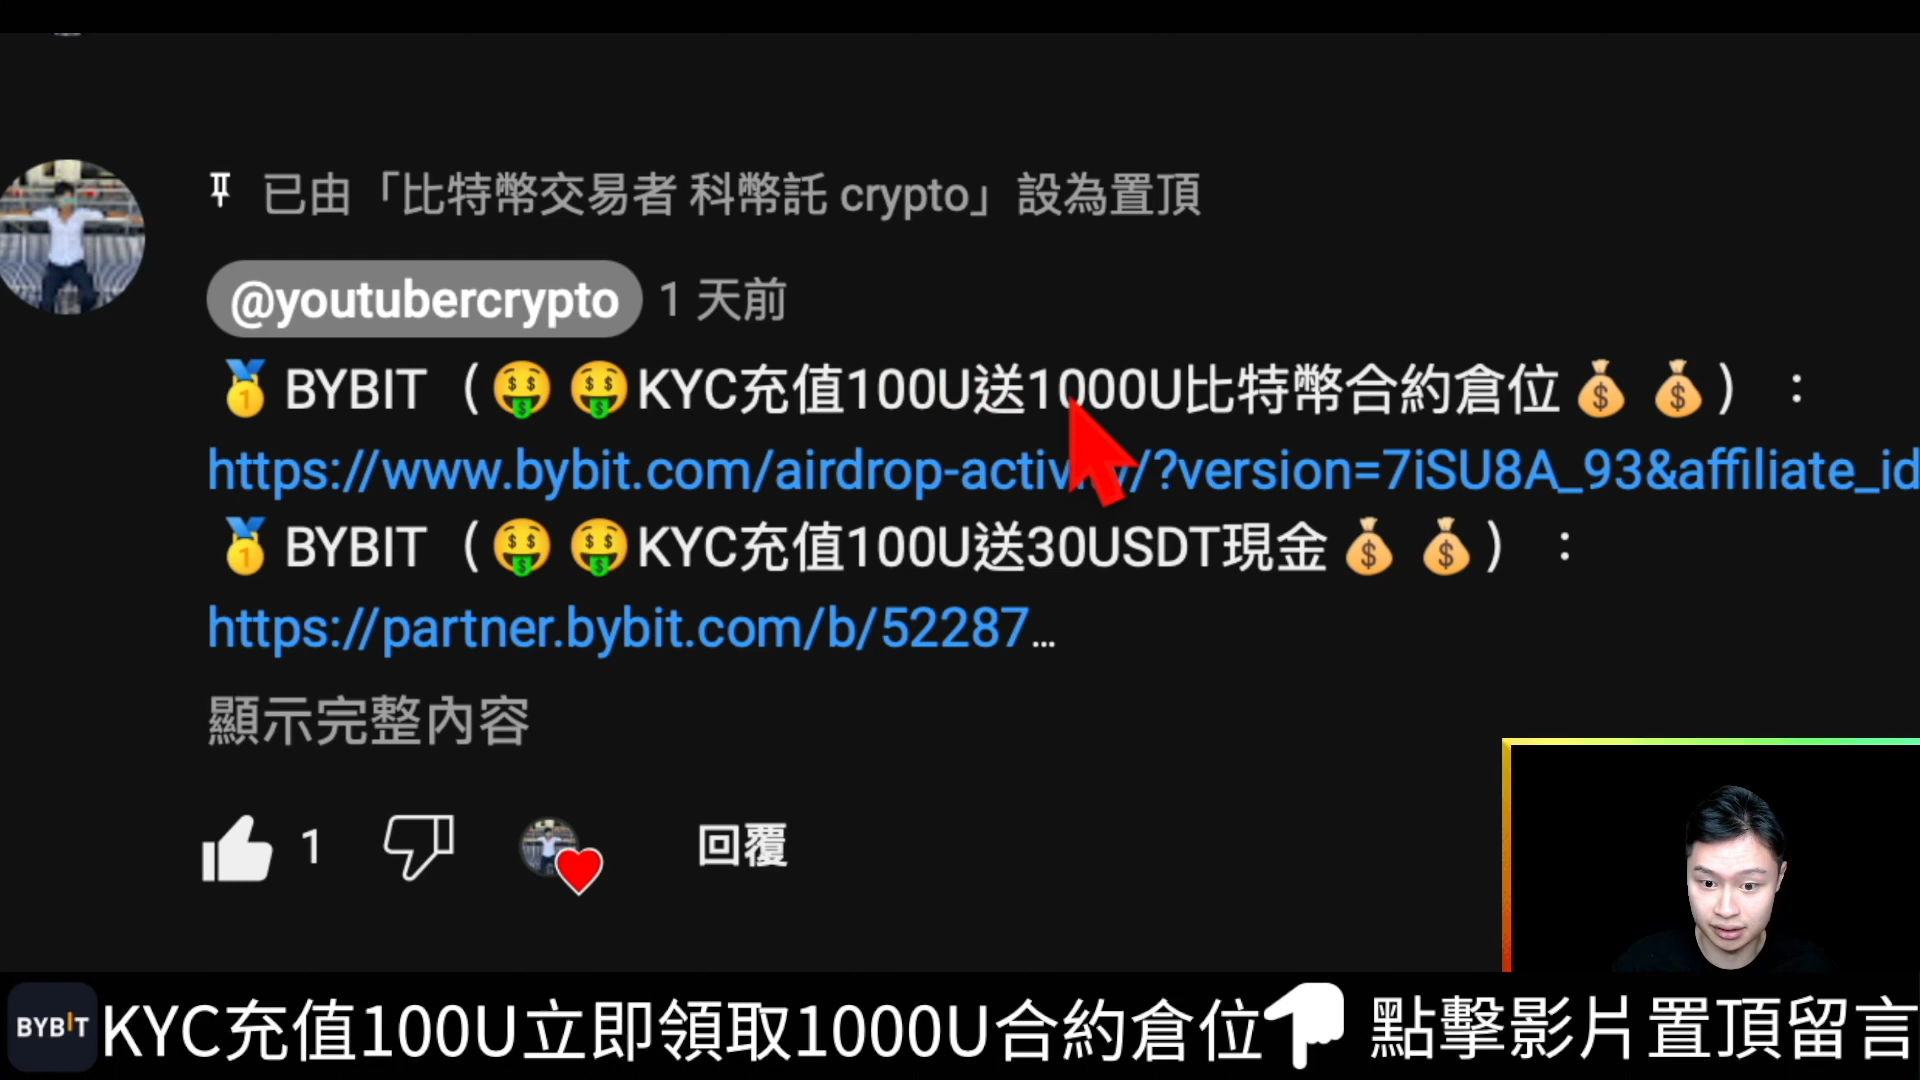 已由「比特幣交易者 科幣託 crypto」設為置頂
@youtubercrypto 1 天前
🥇BYBIT（🤑🤑KYC充值100U送1000U比特幣合約倉位💰💰）：
https://www.bybit.com/airdrop-activity/?version=7iSU8A_93&affiliate_id
🥇BYBIT（🤑🤑KYC充值100U送30USDT現金💰💰）：
https://partner.bybit.com/b/52287...
顯示完整內容
1 回覆
BYBIT KYC充值100U立即領取1000U合約倉位👇點擊影片置頂留言